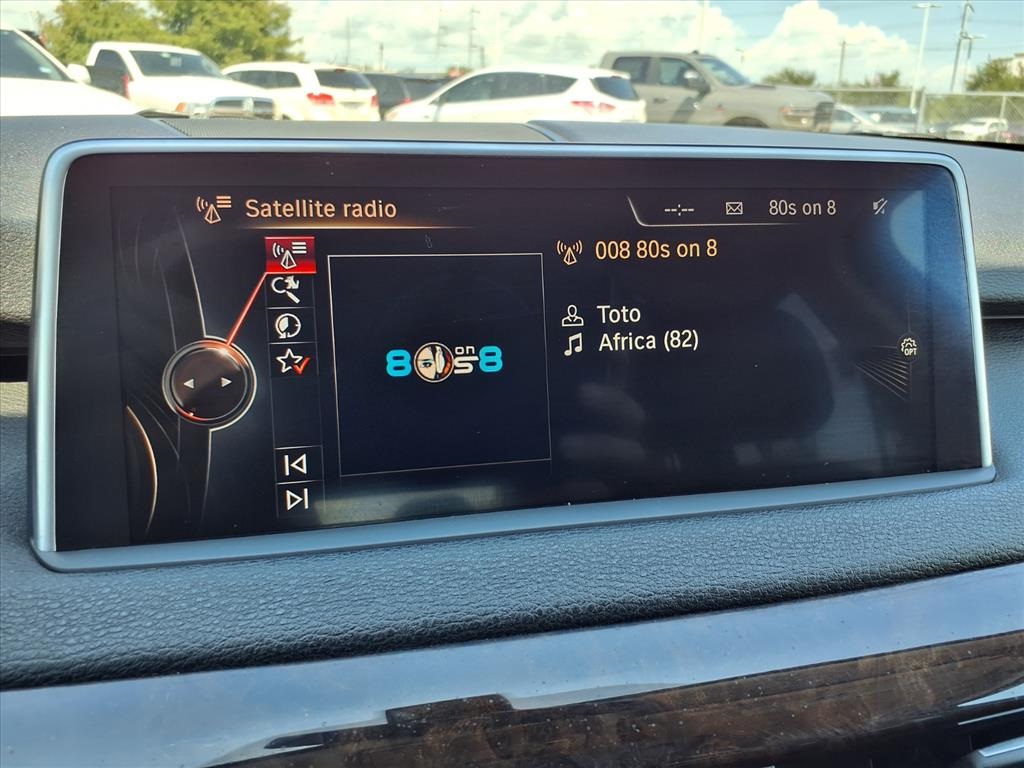 Satellite radio
--:-- 80s on 8
008 80s on 8
Toto
Africa (82)
80s on 8
OPT